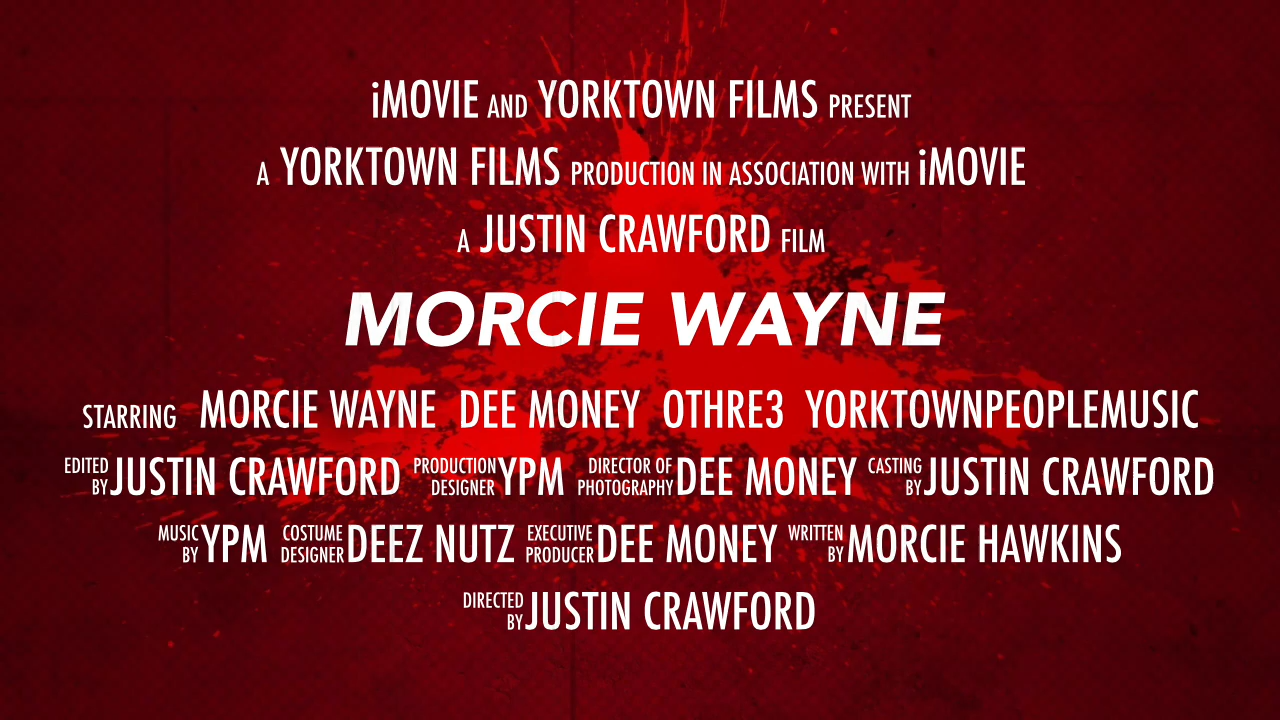 iMOVIE AND YORKTOWN FILMS PRESENT
A YORKTOWN FILMS PRODUCTION IN ASSOCIATION WITH iMOVIE
A JUSTIN CRAWFORD FILM
MORCIE WAYNE
STARRING MORCIE WAYNE DEE MONEY OTHRE3 YORKTOWNPEOPLEMUSIC
EDITED BY JUSTIN CRAWFORD PRODUCTION DESIGNER YPM DIRECTOR OF PHOTOGRAPHY DEE MONEY CASTING BY JUSTIN CRAWFORD
MUSIC BY YPM COSTUME DESIGNER DEEZ NUTZ EXECUTIVE PRODUCER DEE MONEY WRITTEN BY MORCIE HAWKINS
DIRECTED BY JUSTIN CRAWFORD